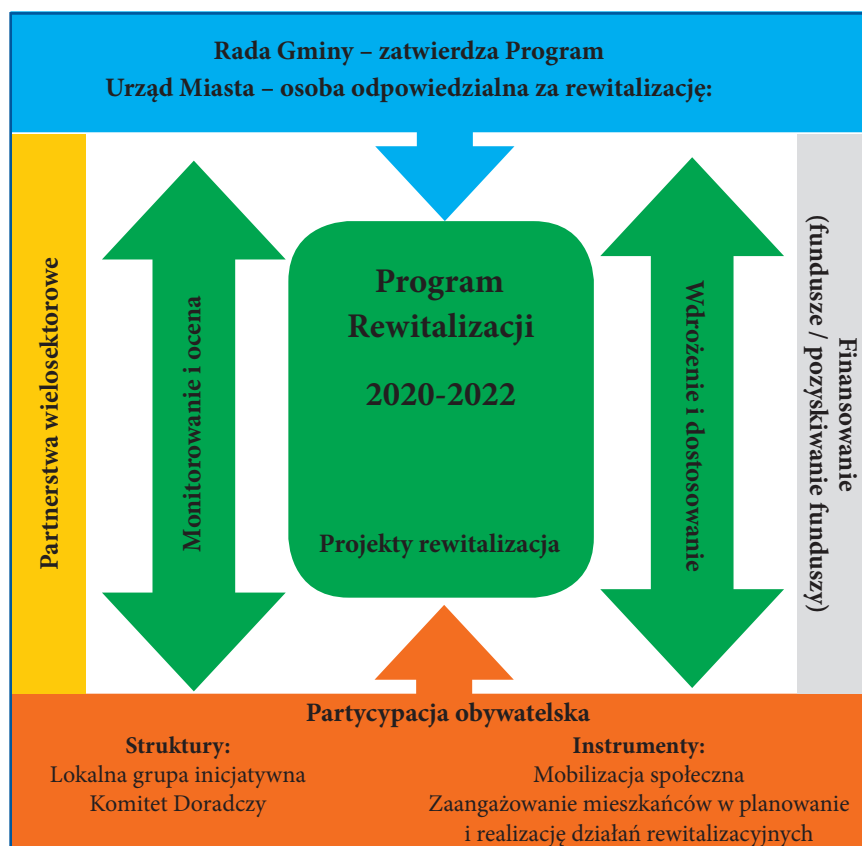 Rada Gminy – zatwierdza Program
Urząd Miasta – osoba odpowiedzialna za rewitalizację:
Partnerstwa wielosektorowe
Monitorowanie i ocena
Program
Rewitalizacji
2020-2022
Projekty rewitalizacja
Wdrożenie i dostosowanie
Finansowanie
(fundusze / pozyskiwanie funduszy)
Partycypacja obywatelska
Struktury:
Lokalna grupa inicjatywna
Komitet Doradczy
Instrumenty:
Mobilizacja społeczna
Zaangażowanie mieszkańców w planowanie
i realizację działań rewitalizacyjnych